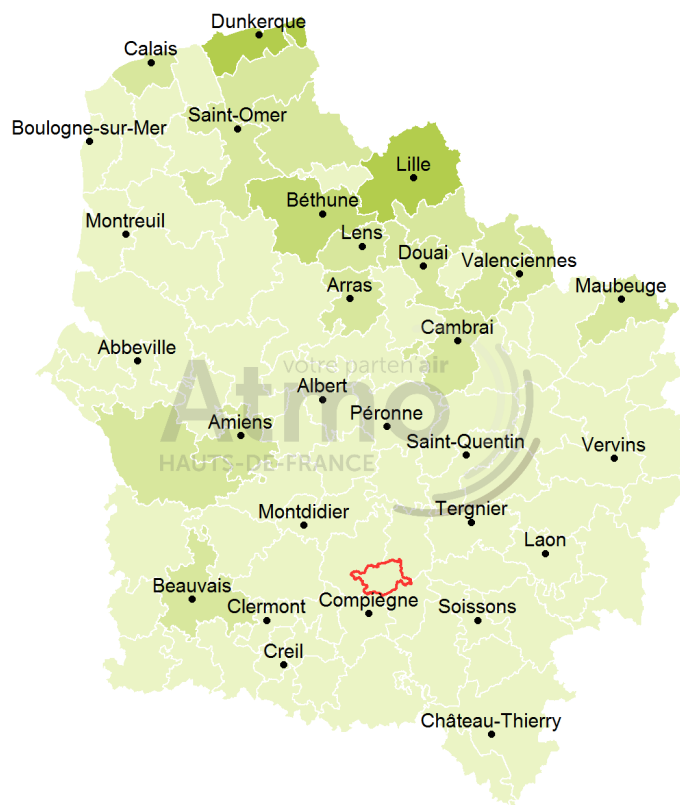 Dunkerque
Calais
Saint-Omer
Boulogne-sur-Mer
Lille
Béthune
Montreuil
Lens
Douai
Valenciennes
Arras
Maubeuge
Cambrai
Abbeville
votre parten'air
Atmo
HAUTS-DE-FRANCE
Albert
Péronne
Amiens
Saint-Quentin
Vervins
Montdidier
Tergnier
Laon
Beauvais
Clermont
Compiègne
Soissons
Creil
Château-Thierry